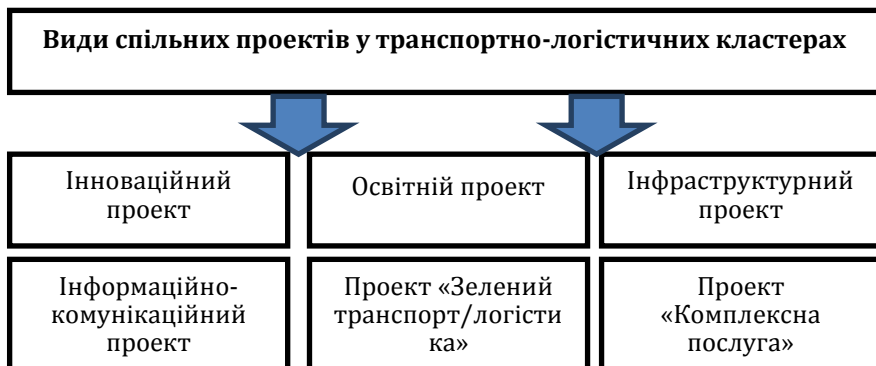 Види спільних проектів у транспортно-логістичних кластерах
Інноваційний
проект
Освітній проект
Інфраструктурний
проект
Інформаційно-
комунікаційний
проект
Проект «Зелений
транспорт/логісти
ка»
Проект
«Комплексна
послуга»